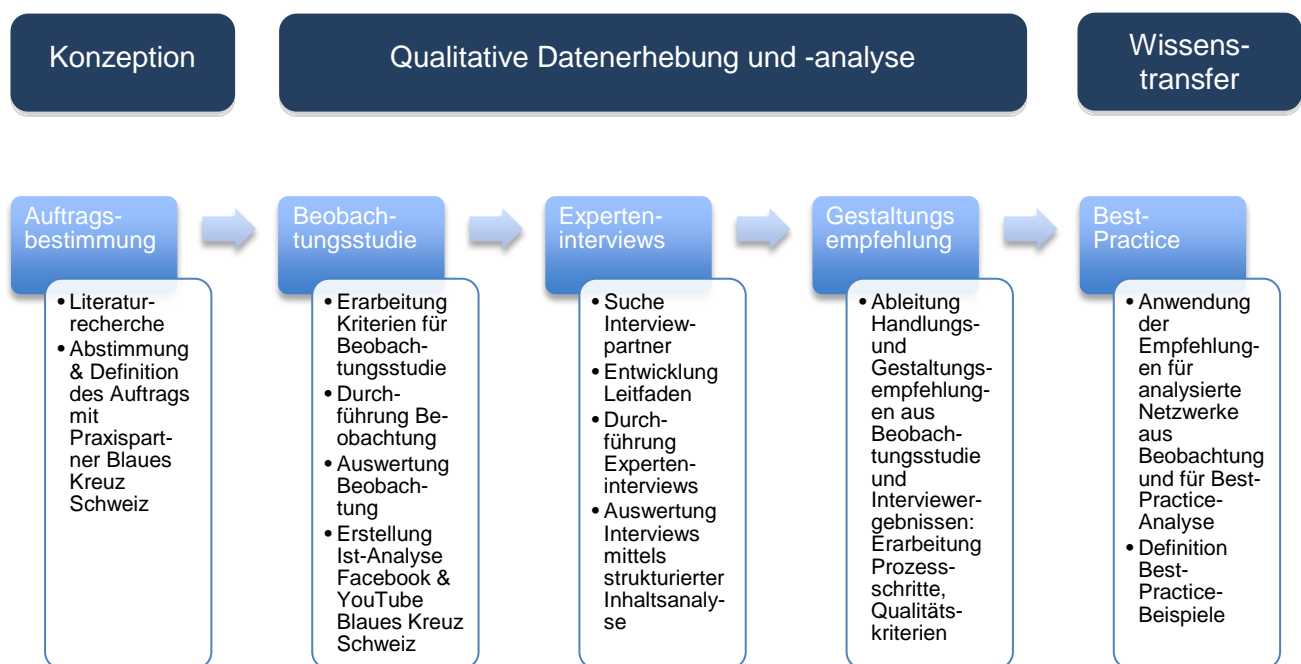 Konzeption
Qualitative Datenerhebung und -analyse
Wissens-
transfer
Auftrags-
bestimmung
Beobach-
tungsstudie
Experten-
interviews
Gestaltungs
empfehlung
Best-
Practice
• Literatur-
recherche
• Abstimmung
& Definition
des Auftrags
mit
Praxispart-
ner Blaues
Kreuz
Schweiz
• Erarbeitung
Kriterien für
Beobach-
tungsstudie
• Durch-
führung Be-
obachtung
• Auswertung
Beobach-
tung
• Erstellung
Ist-Analyse
Facebook &
YouTube
Blaues Kreuz
Schweiz
• Suche
Interview-
partner
• Entwicklung
Leitfaden
• Durch-
führung
Experten-
interviews
• Auswertung
Interviews
mittels
strukturierter
Inhaltsanaly-
se
• Ableitung
Handlungs-
und
Gestaltungs-
empfehlung-
en aus
Beobach-
tungsstudie
und
Interviewer-
gebnissen:
Erarbeitung
Prozess-
schritte,
Qualitäts-
kriterien
• Anwendung
der
Empfehlung-
en für
analysierte
Netzwerke
aus
Beobachtung
und für Best-
Practice-
Analyse
• Definition
Best-
Practice-
Beispiele